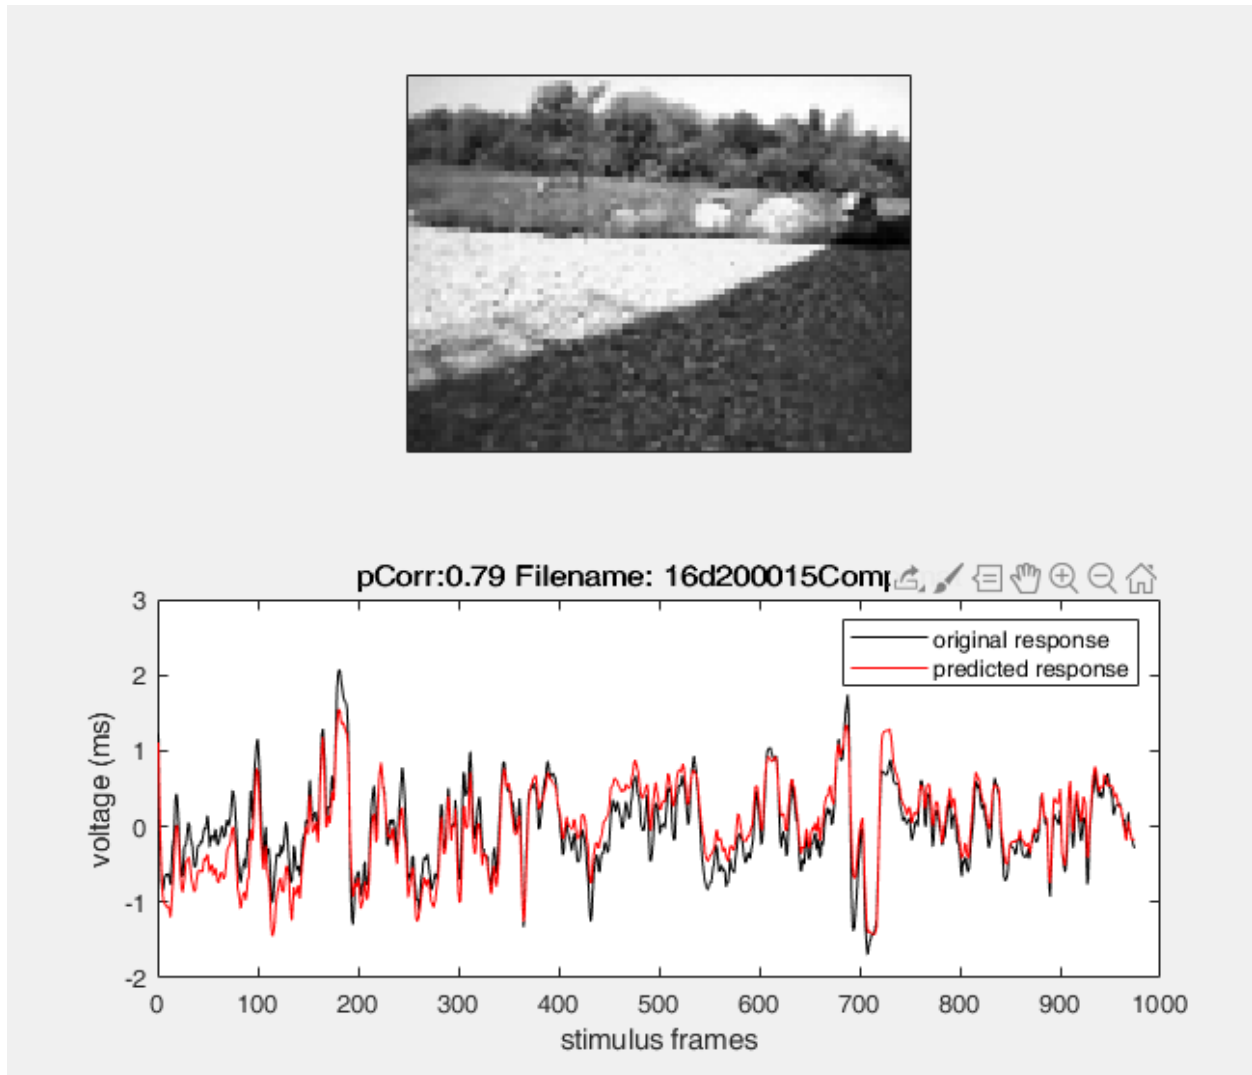 pCorr:0.79 Filename: 16d200015Com
original response
predicted response
3
2
1
0
-1
-2
voltage (ms)
0 100 200 300 400 500 600 700 800 900 1000
stimulus frames